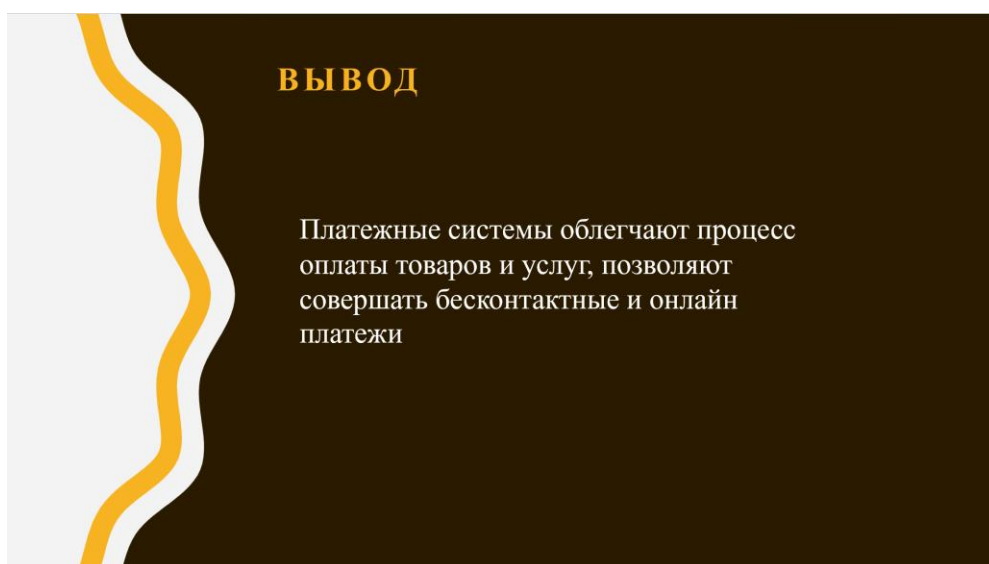 ВЫВОД
Платежные системы облегчают процесс
оплаты товаров и услуг, позволяют
совершать бесконтактные и онлайн
платежи